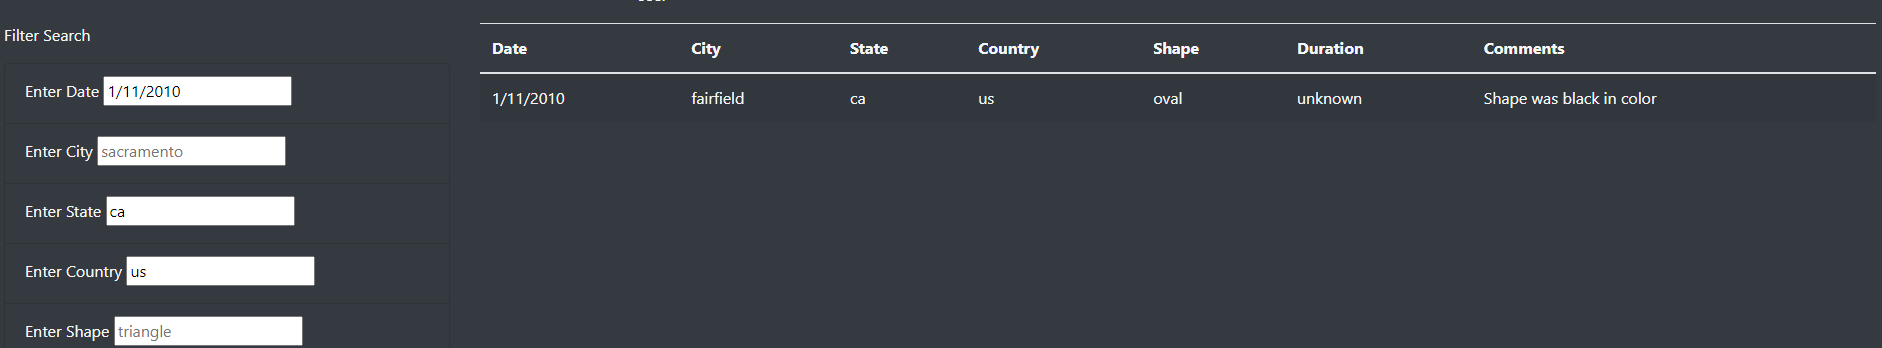 Filter Search
Enter Date 1/11/2010
Enter City sacramento
Enter State ca
Enter Country us
Enter Shape triangle
Date City State Country Shape Duration Comments
1/11/2010 fairfield ca us oval unknown Shape was black in color